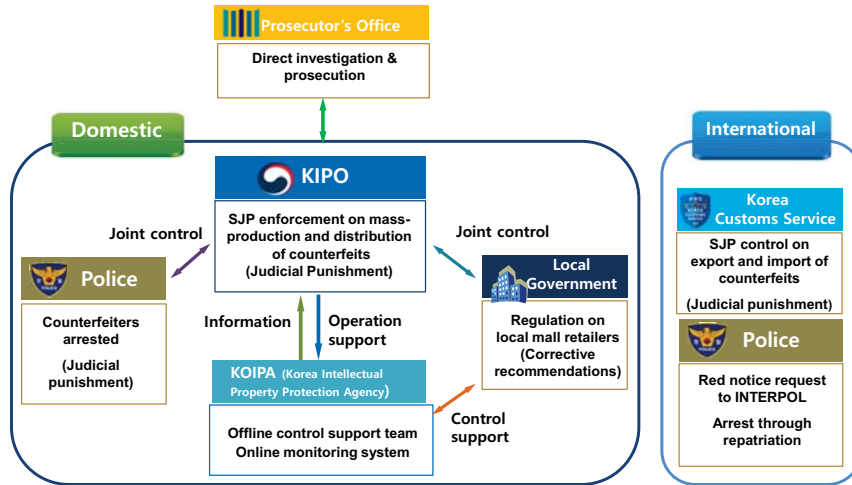 Prosecutor's Office
Direct investigation &
prosecution
Domestic
KIPO
SJP enforcement on mass-
production and distribution
of counterfeits
(Judicial Punishment)
Joint control
Joint control
Police
Counterfeiters
arrested
(Judicial
punishment)
Local
Government
Regulation on
local mall retailers
(Corrective
recommendations)
Information
Operation
support
KOIPA (Korea Intellectual
Property Protection Agency)
Offline control support team
Online monitoring system
Control
support
International
Korea
Customs Service
SJP control on
export and import of
counterfeits
(Judicial punishment)
Police
Red notice request
to INTERPOL
Arrest through
repatriation